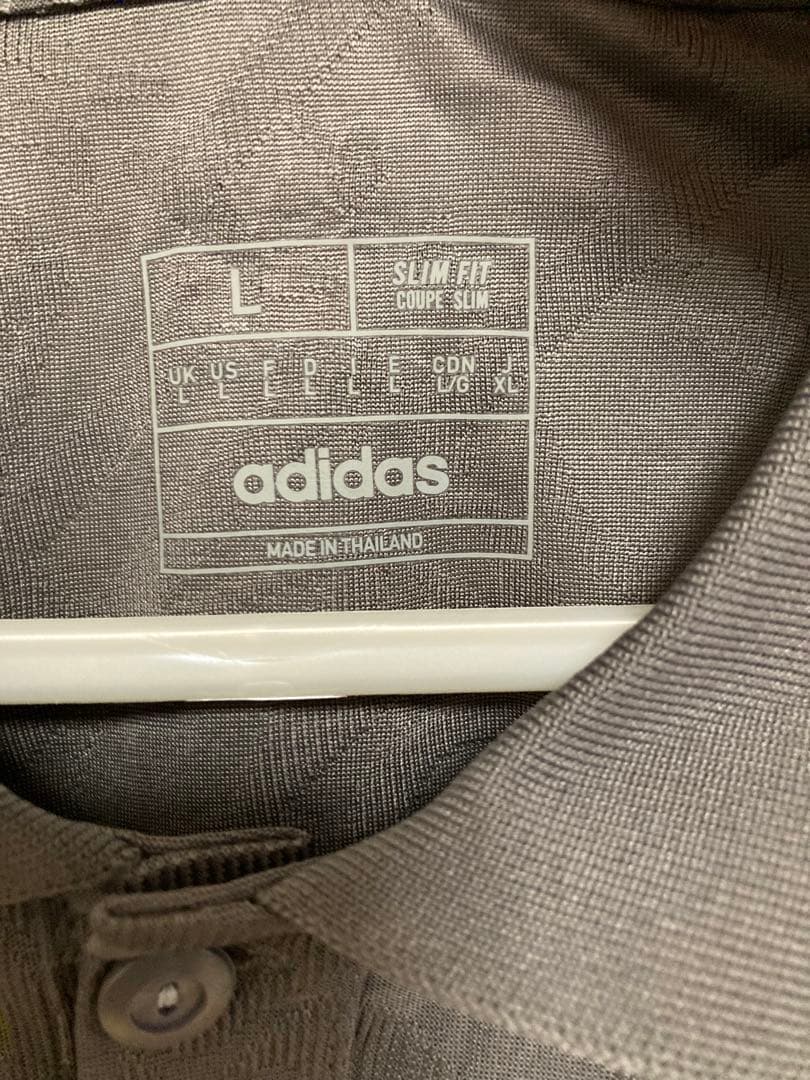 L
SLIM FIT
COUPE SLIM
UK US F D I E CDN J
L L L L L L L/G XL
adidas
MADE IN THAILAND